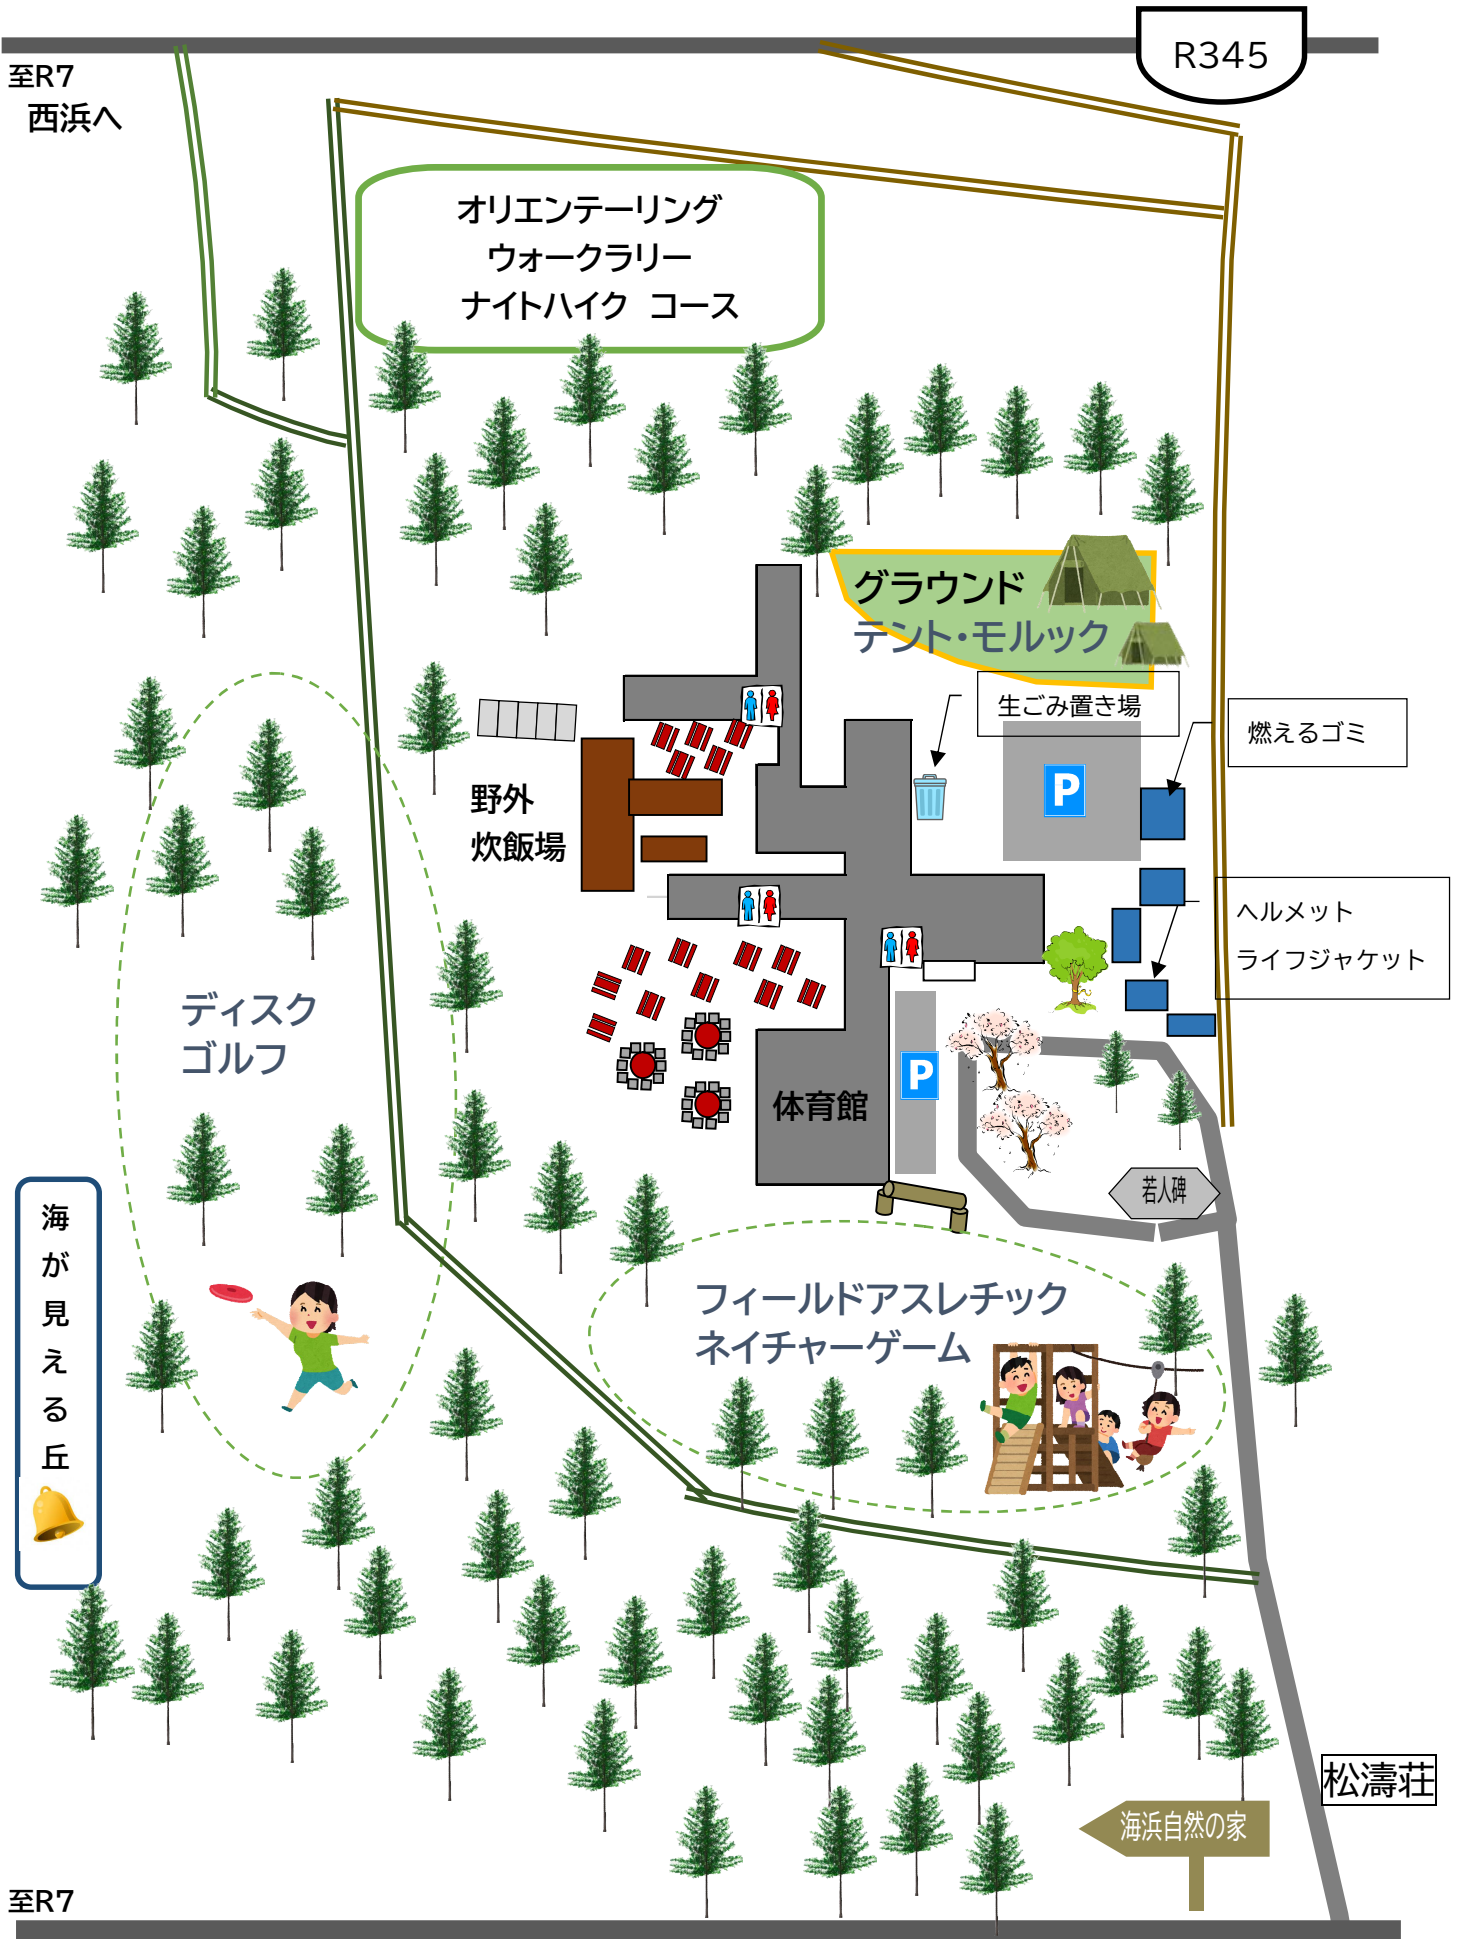 R345
至R7
西浜へ
オリエンテーリング
ウォークラリー
ナイトハイク　コース
グラウンド
テント・モルック
生ごみ置き場
燃えるゴミ
P
野外
炊飯場
ヘルメット
ライフジャケット
ディスク
ゴルフ
P
体育館
若人碑
海が見える丘
フィールドアスレチック
ネイチャーゲーム
松濤荘
海浜自然の家
至R7